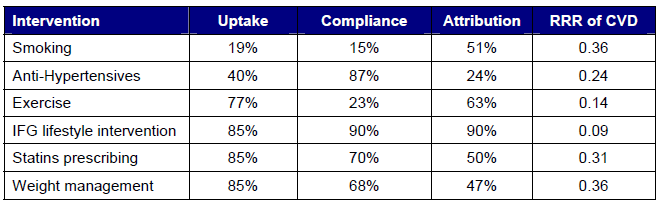 Intervention Uptake Compliance Attribution RRR of CVD
Smoking 19% 15% 51% 0.36
Anti-Hypertensives 40% 87% 24% 0.24
Exercise 77% 23% 63% 0.14
IFG lifestyle intervention 85% 90% 90% 0.09
Statins prescribing 85% 70% 50% 0.31
Weight management 85% 68% 47% 0.36